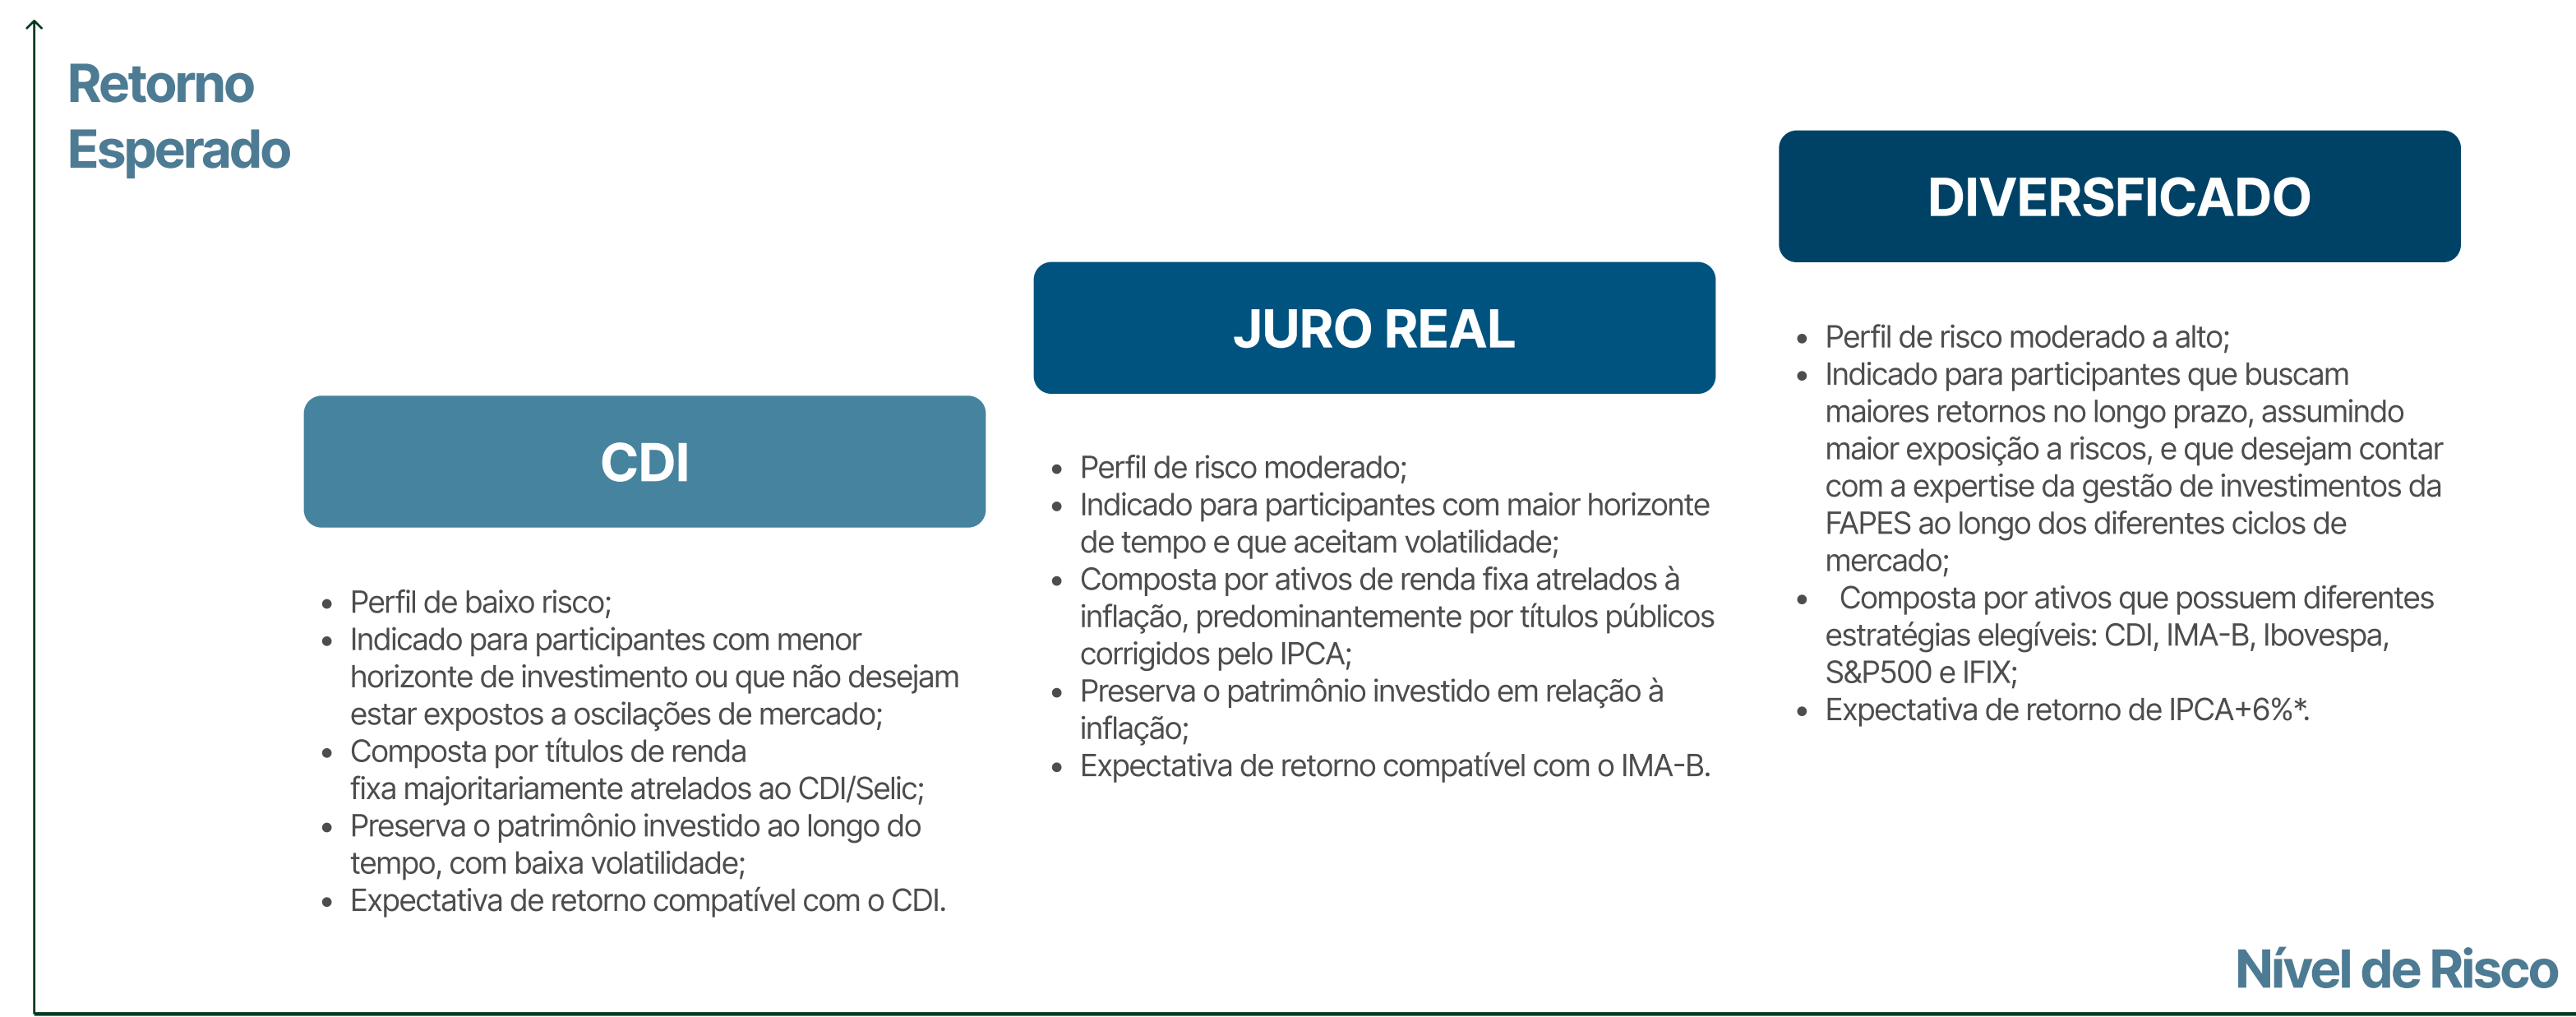 Retorno
Esperado
CDI
• Perfil de baixo risco;
• Indicado para participantes com menor
horizonte de investimento ou que não desejam
estar expostos a oscilações de mercado;
• Composta por títulos de renda
fixa majoritariamente atrelados ao CDI/Selic;
• Preserva o patrimônio investido ao longo do
tempo, com baixa volatilidade;
• Expectativa de retorno compatível com o CDI.
JURO REAL
• Perfil de risco moderado;
• Indicado para participantes com maior horizonte
de tempo e que aceitam volatilidade;
• Composta por ativos de renda fixa atrelados à
inflação, predominantemente por títulos públicos
corrigidos pelo IPCA;
• Preserva o patrimônio investido em relação à
inflação;
• Expectativa de retorno compatível com o IMA-B.
DIVERSFICADO
• Perfil de risco moderado a alto;
• Indicado para participantes que buscam
maiores retornos no longo prazo, assumindo
maior exposição a riscos, e que desejam contar
com a expertise da gestão de investimentos da
FAPES ao longo dos diferentes ciclos de
mercado;
• Composta por ativos que possuem diferentes
estratégias elegíveis: CDI, IMA-B, Ibovespa,
S&P500 e IFIX;
• Expectativa de retorno de IPCA+6%*.
Nível de Risco